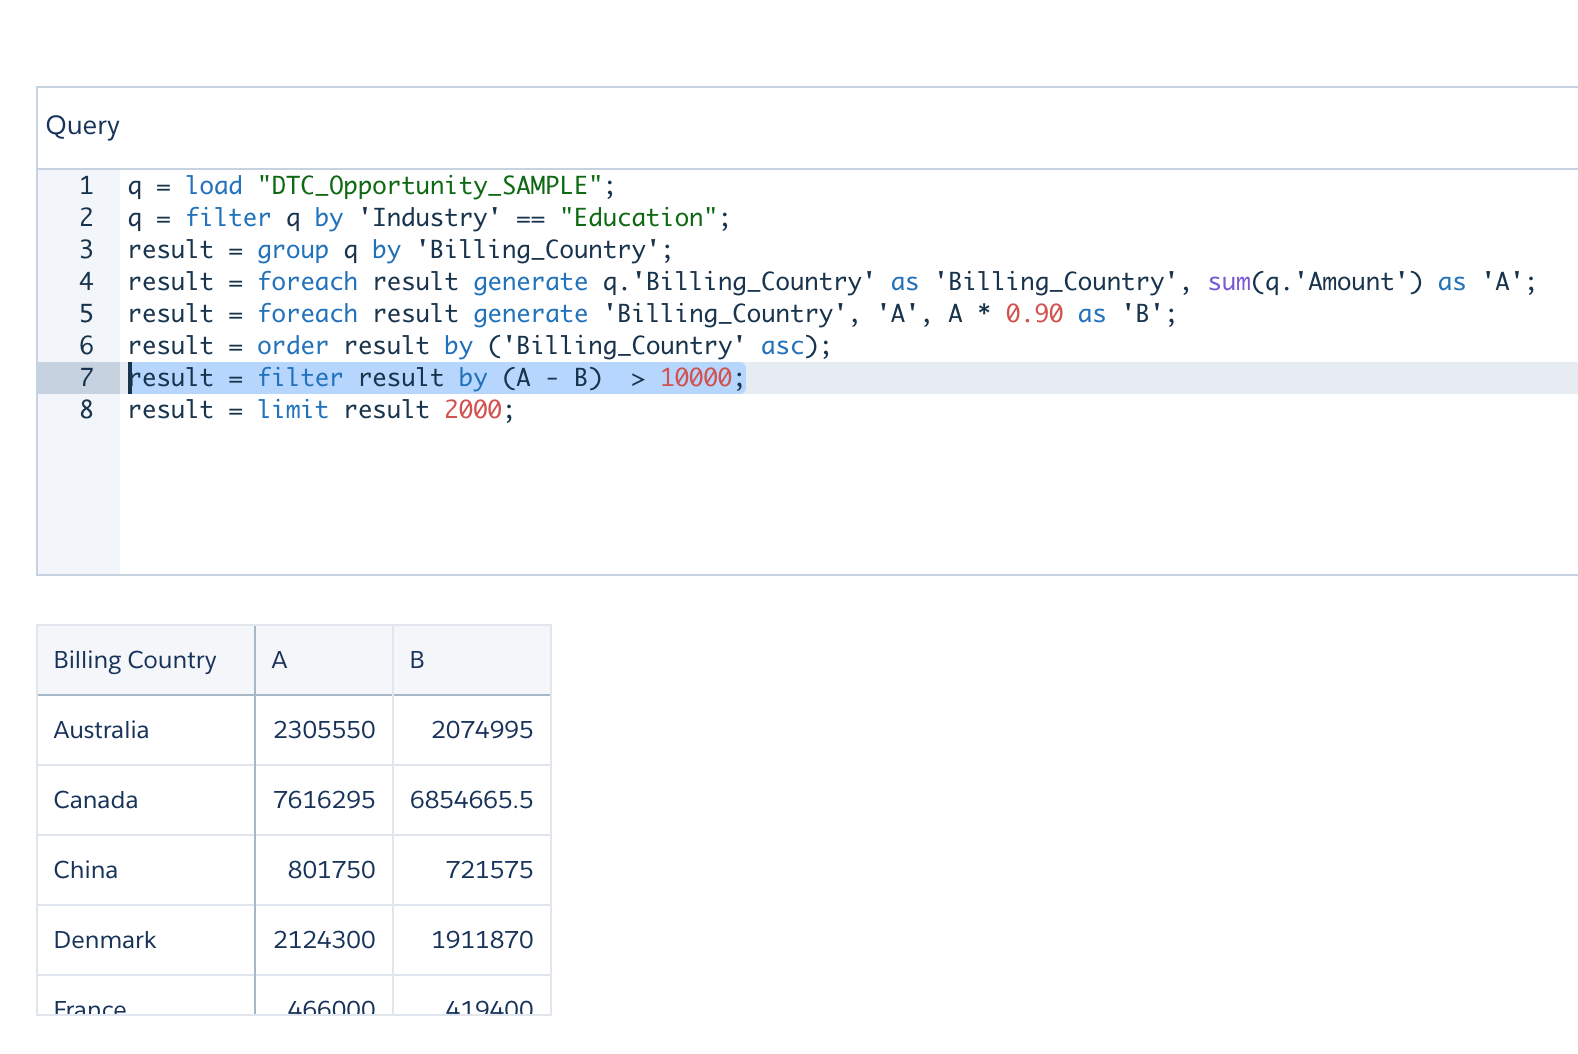 Query
1 q = load "DTC_Opportunity_SAMPLE";
2 q = filter q by 'Industry' == "Education";
3 result = group q by 'Billing_Country';
4 result = foreach result generate q.'Billing_Country' as 'Billing_Country', sum(q.'Amount') as 'A';
5 result = foreach result generate 'Billing_Country', 'A', A * 0.90 as 'B';
6 result = order result by ('Billing_Country' asc);
7 result = filter result by (A - B)  > 10000;
8 result = limit result 2000;
Billing Country A B
Australia 2305550 2074995
Canada 7616295 6854665.5
China 801750 721575
Denmark 2124300 1911870
France 466000 419400